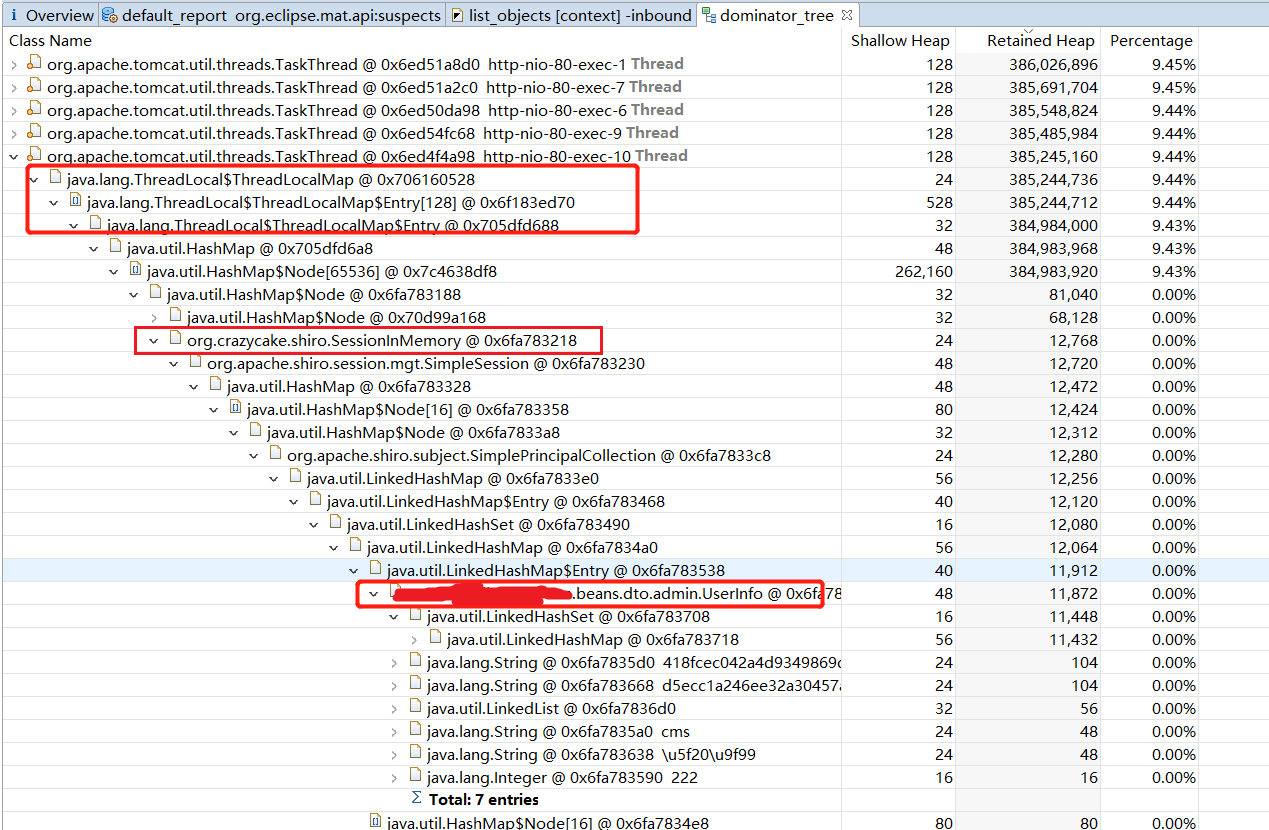 Overview default_report org.eclipse.mat.api:suspects list_objects [context] -inbound dominator_tree
Class Name Shallow Heap Retained Heap Percentage
org.apache.tomcat.util.threads.TaskThread @ 0x6ed51a8d0 http-nio-80-exec-1 Thread 128 386,026,896 9.45%
org.apache.tomcat.util.threads.TaskThread @ 0x6ed51a2c0 http-nio-80-exec-7 Thread 128 385,691,704 9.45%
org.apache.tomcat.util.threads.TaskThread @ 0x6ed50da98 http-nio-80-exec-6 Thread 128 385,548,824 9.44%
org.apache.tomcat.util.threads.TaskThread @ 0x6ed54fc68 http-nio-80-exec-9 Thread 128 385,485,984 9.44%
org.apache.tomcat.util.threads.TaskThread @ 0x6ed4f4a98 http-nio-80-exec-10 Thread 128 385,245,160 9.44%
java.lang.ThreadLocal$ThreadLocalMap @ 0x706160528 24 385,244,736 9.44%
java.lang.ThreadLocal$ThreadLocalMap$Entry[128] @ 0x6f183ed70 528 385,244,712 9.44%
java.lang.ThreadLocal$ThreadLocalMap$Entry @ 0x705dfd688 32 384,984,000 9.43%
java.util.HashMap @ 0x705dfd6a8 48 384,983,968 9.43%
java.util.HashMap$Node[65536] @ 0x7c4638df8 262,160 384,983,920 9.43%
java.util.HashMap$Node @ 0x6fa783188 32 81,040 0.00%
java.util.HashMap$Node @ 0x70d99a168 32 68,128 0.00%
org.crazycake.shiro.SessionInMemory @ 0x6fa783218 24 12,768 0.00%
org.apache.shiro.session.mgt.SimpleSession @ 0x6fa783230 48 12,720 0.00%
java.util.HashMap @ 0x6fa783328 48 12,472 0.00%
java.util.HashMap$Node[16] @ 0x6fa783358 80 12,424 0.00%
java.util.HashMap$Node @ 0x6fa7833a8 32 12,312 0.00%
org.apache.shiro.subject.SimplePrincipalCollection @ 0x6fa7833c8 24 12,280 0.00%
java.util.LinkedHashMap @ 0x6fa7833e0 56 12,256 0.00%
java.util.LinkedHashMap$Entry @ 0x6fa783468 40 12,120 0.00%
java.util.LinkedHashSet @ 0x6fa783490 16 12,080 0.00%
java.util.LinkedHashMap @ 0x6fa7834a0 56 12,064 0.00%
java.util.LinkedHashMap$Entry @ 0x6fa783538 40 11,912 0.00%
.beans.dto.admin.UserInfo @ 0x6fa78 48 11,872 0.00%
java.util.LinkedHashSet @ 0x6fa783708 16 11,448 0.00%
java.util.LinkedHashMap @ 0x6fa783718 56 11,432 0.00%
java.lang.String @ 0x6fa7835d0 418fcec042a4d9349869c 24 104 0.00%
java.lang.String @ 0x6fa783668 d5ecc1a246ee32a30457a 24 104 0.00%
java.util.LinkedList @ 0x6fa7836d0 32 56 0.00%
java.lang.String @ 0x6fa7835a0 cms 24 48 0.00%
java.lang.String @ 0x6fa783638 \u5f20\u9f99 24 48 0.00%
java.lang.Integer @ 0x6fa783590 222 16 16 0.00%
Σ Total: 7 entries
java.util.HashMap$Node[16] @ 0x6fa7834e8 80 80 0.00%